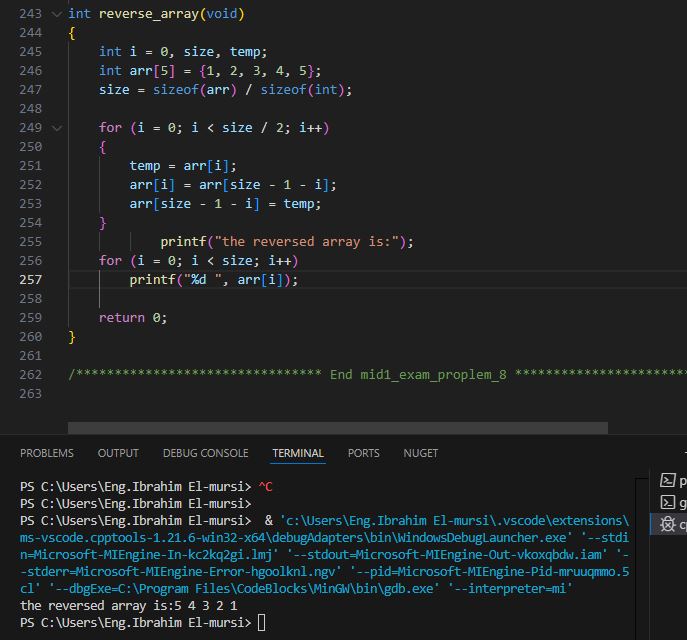 243 int reverse_array(void)
244 {
245 int i = 0, size, temp;
246 int arr[5] = {1, 2, 3, 4, 5};
247 size = sizeof(arr) / sizeof(int);
248
249 for (i = 0; i < size / 2; i++)
250 {
251 temp = arr[i];
252 arr[i] = arr[size - 1 - i];
253 arr[size - 1 - i] = temp;
254 }
255 printf("the reversed array is:");
256 for (i = 0; i < size; i++)
257 printf("%d ", arr[i]);
258
259 return 0;
260 }
261
262 /******************************* End mid1_exam_proplem_8 ***********************
263
PROBLEMS OUTPUT DEBUG CONSOLE TERMINAL PORTS NUGET
PS C:\Users\Eng.Ibrahim El-mursi> ^C
PS C:\Users\Eng.Ibrahim El-mursi>
PS C:\Users\Eng.Ibrahim El-mursi> & 'c:\Users\Eng.Ibrahim El-mursi\.vscode\extensions\
ms-vscode.cpptools-1.21.6-win32-x64\debugAdapters\bin\WindowsDebugLauncher.exe' '--stdi
n=Microsoft-MIEngine-In-kc2kq2gi.lmj' '--stdout=Microsoft-MIEngine-Out-vkoxqbdw.iam' '-
-stderr=Microsoft-MIEngine-Error-hgoolknl.ngv' '--pid=Microsoft-MIEngine-Pid-mruuqmmo.5
cl' '--dbgExe=C:\Program Files\CodeBlocks\MinGW\bin\gdb.exe' '--interpreter=mi'
the reversed array is:5 4 3 2 1
PS C:\Users\Eng.Ibrahim El-mursi>